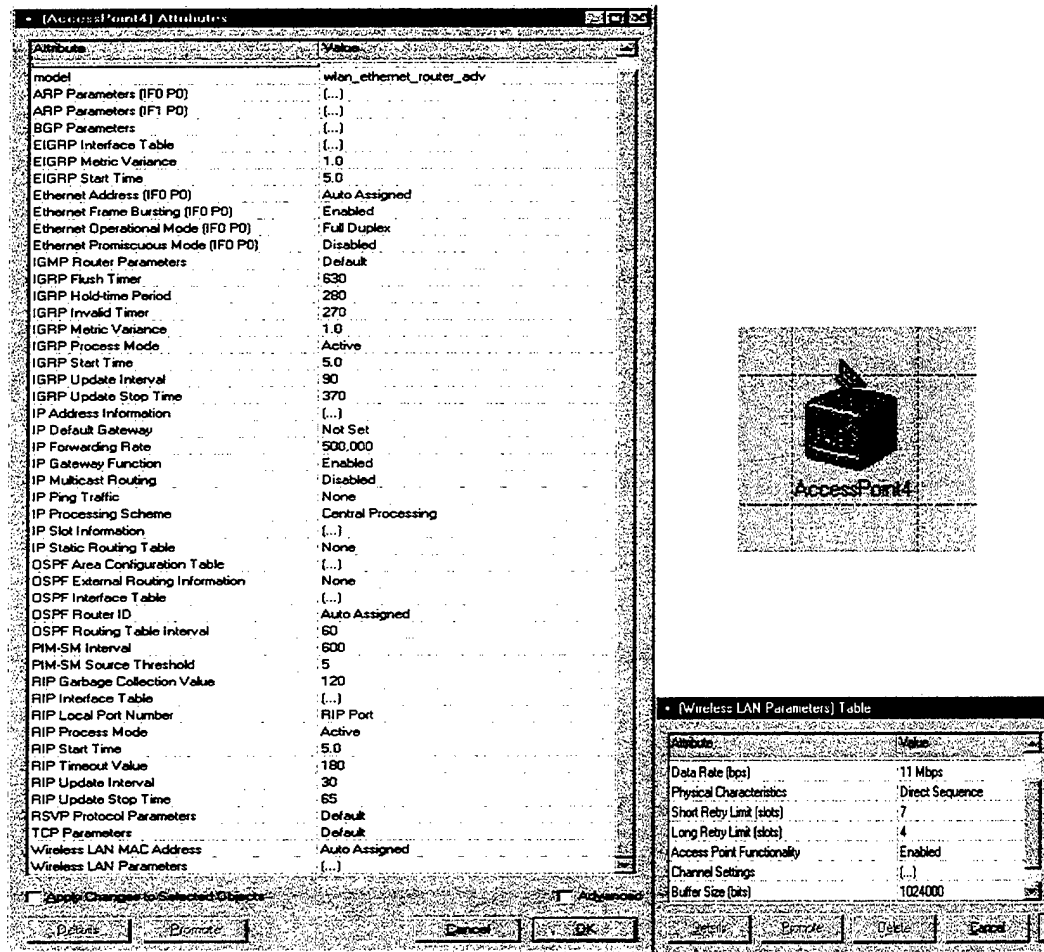 (AccessPoint4) Attributes
Attribute Value
model wlan_ethernet_router_adv
ARP Parameters (IF0 P0) (...)
ARP Parameters (IF1 P0) (...)
BGP Parameters (...)
EIGRP Interface Table (...)
EIGRP Metric Variance 1.0
EIGRP Start Time 5.0
Ethernet Address (IF0 P0) Auto Assigned
Ethernet Frame Bursting (IF0 P0) Enabled
Ethernet Operational Mode (IF0 P0) Full Duplex
Ethernet Promiscuous Mode (IF0 P0) Disabled
IGMP Router Parameters Default
IGRP Flush Timer 630
IGRP Hold-time Period 280
IGRP Invalid Timer 270
IGRP Metric Variance 1.0
IGRP Process Mode Active
IGRP Start Time 5.0
IGRP Update Interval 90
IGRP Update Stop Time 370
IP Address Information (...)
IP Default Gateway Not Set
IP Forwarding Rate 500,000
IP Gateway Function Enabled
IP Multicast Routing Disabled
IP Ping Traffic None
IP Processing Scheme Central Processing
IP Slot Information (...)
IP Static Routing Table None
OSPF Area Configuration Table (...)
OSPF External Routing Information None
OSPF Interface Table (...)
OSPF Router ID Auto Assigned
OSPF Routing Table Interval 60
PIM-SM Interval 600
PIM-SM Source Threshold 5
RIP Garbage Collection Value 120
RIP Interface Table (...)
RIP Local Port Number RIP Port
RIP Process Mode Active
RIP Start Time 5.0
RIP Timeout Value 180
RIP Update Interval 30
RIP Update Stop Time 65
RSVP Protocol Parameters Default
TCP Parameters Default
Wireless LAN MAC Address Auto Assigned
Wireless LAN Parameters (...)
Apply Changes to Selected Objects Advanced
Details Promote Cancel OK
AccessPoint4
(Wireless LAN Parameters) Table
Attribute Value
Data Rate (bps) 11 Mbps
Physical Characteristics Direct Sequence
Short Retry Limit (slots) 7
Long Retry Limit (slots) 4
Access Point Functionality Enabled
Channel Settings (...)
Buffer Size (bits) 1024000
Details Promote Delete Cancel